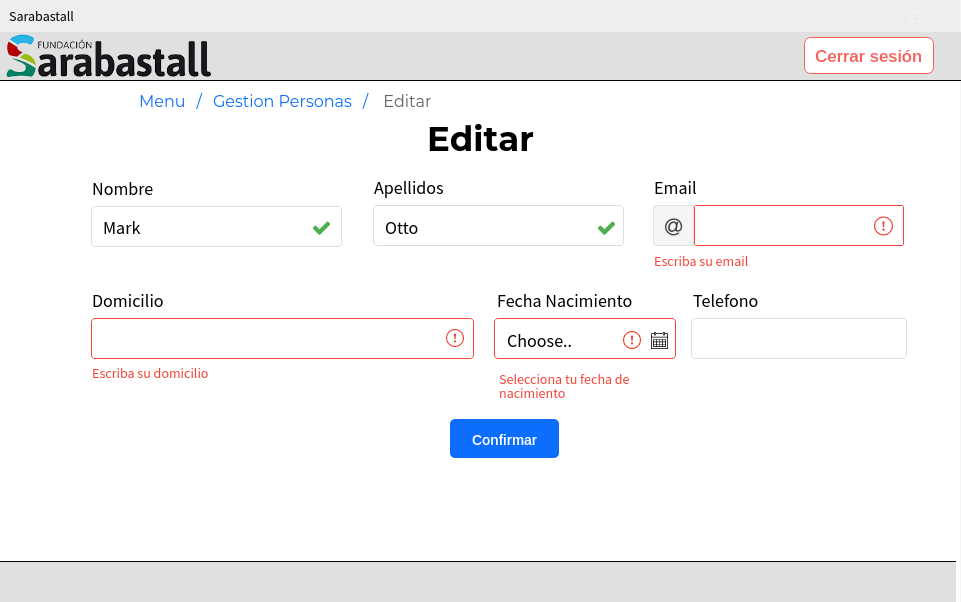 Sarabastall
FUNDACIÓN
Sarabastall
Cerrar sesión
Menu / Gestion Personas / Editar
Editar
Nombre
Apellidos
Email
Mark
Otto
@
Escriba su email
Domicilio
Fecha Nacimiento
Telefono
Choose..
Escriba su domicilio
Selecciona tu fecha de
nacimiento
Confirmar